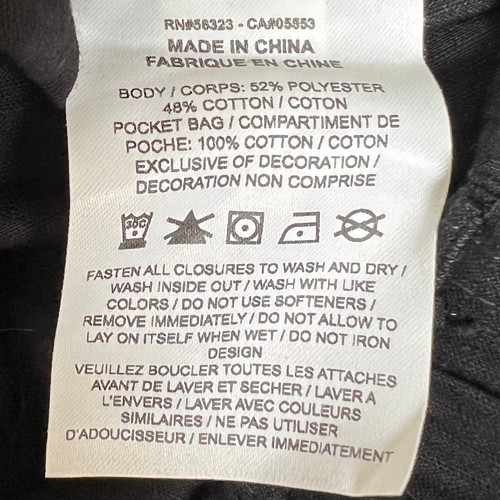 RN#56323 - CA#05553
MADE IN CHINA
FABRIQUE EN CHINE
BODY / CORPS: 52% POLYESTER
48% COTTON / COTON
POCKET BAG / COMPARTIMENT DE
POCHE: 100% COTTON / COTON
EXCLUSIVE OF DECORATION /
DECORATION NON COMPRISE
30C
FASTEN ALL CLOSURES TO WASH AND DRY /
WASH INSIDE OUT / WASH WITH LIKE
COLORS / DO NOT USE SOFTENERS /
REMOVE IMMEDIATELY / DO NOT ALLOW TO
LAY ON ITSELF WHEN WET / DO NOT IRON
DESIGN
VEUILLEZ BOUCLER TOUTES LES ATTACHES
AVANT DE LAVER ET SECHER / LAVER A
L'ENVERS / LAVER AVEC COULEURS
SIMILAIRES / NE PAS UTILISER
D'ADOUCISSEUR / ENLEVER IMMEDIATEMENT